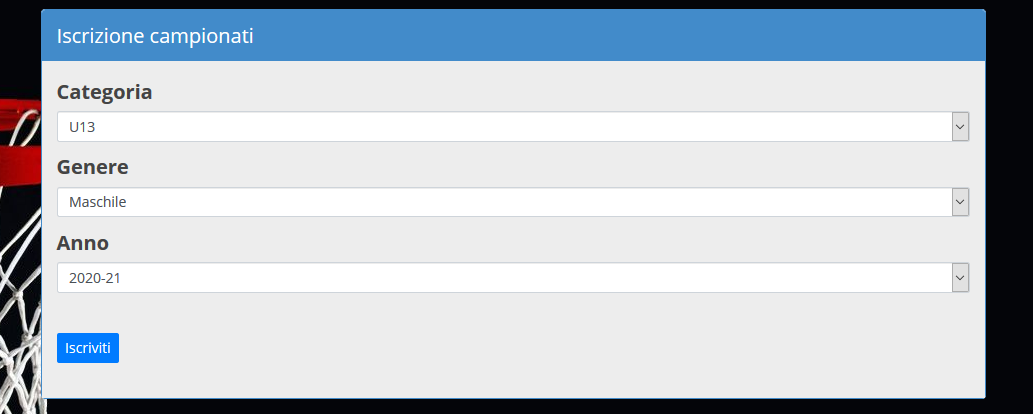 Iscrizione campionati
Categoria
U13
Genere
Maschile
Anno
2020-21
Iscriviti